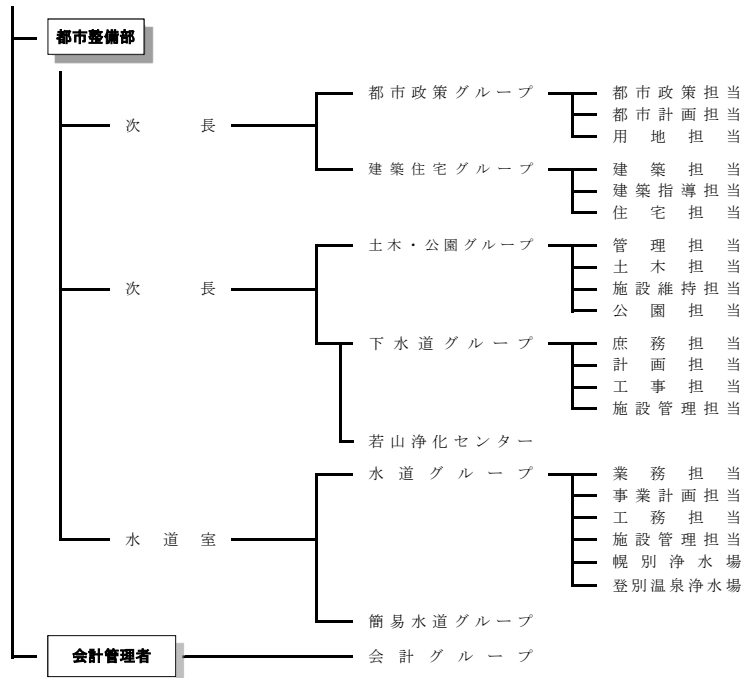 都市整備部
次長
都市政策グループ
都市政策担当
都市計画担当
用地担当
建築住宅グループ
建築担当
建築指導担当
住宅担当
次長
土木・公園グループ
管理担当
土木担当
施設維持担当
公園担当
下水道グループ
庶務担当
計画担当
工事担当
施設管理担当
若山浄化センター
水道室
水道グループ
業務担当
事業計画担当
工務担当
施設管理担当
幌別浄水場
登別温泉浄水場
簡易水道グループ
会計管理者
会計グループ